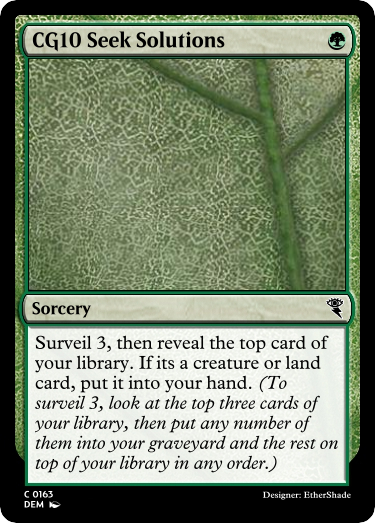 CG10 Seek Solutions
Sorcery
Surveil 3, then reveal the top card of
your library. If its a creature or land
card, put it into your hand. (To
surveil 3, look at the top three cards of
your library, then put any number of
them into your graveyard and the rest on
top of your library in any order.)
C 0163
DEM
Designer: EtherShade